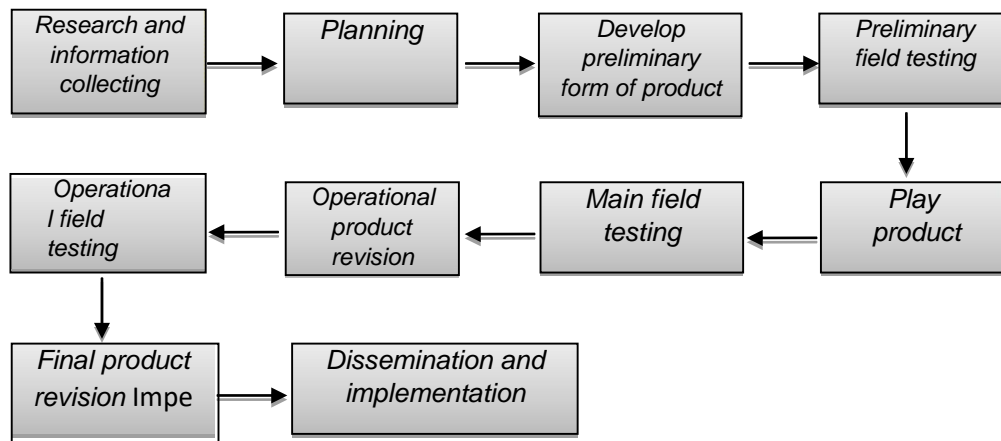 Research and
information
collecting
Planning
Develop
preliminary
form of product
Preliminary
field testing
Play
product
Main field
testing
Operational
product
revision
Operationa
l field
testing
Final product
revision Impe
Dissemination and
implementation